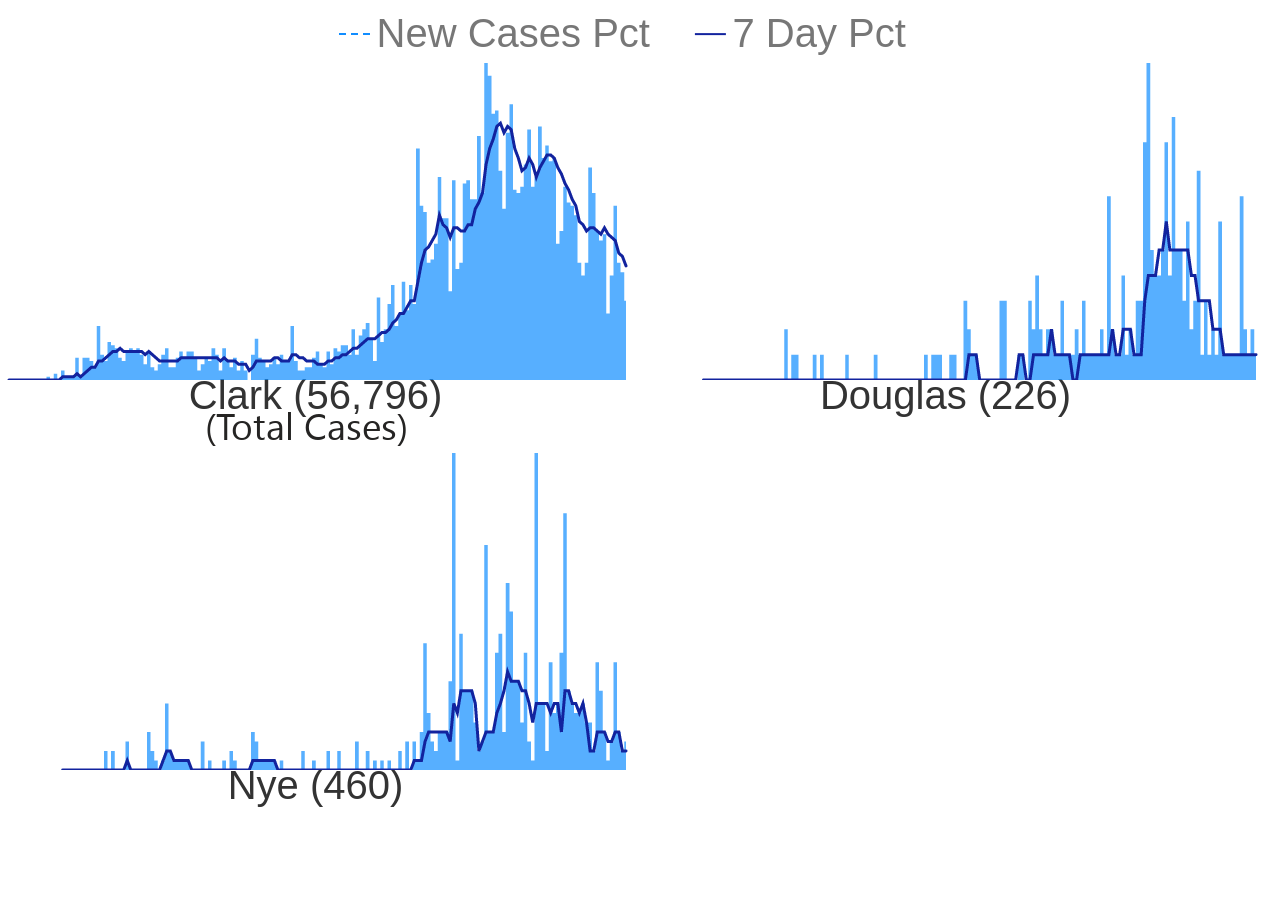 New Cases Pct 7 Day Pct
Clark (56,796)
(Total Cases)
Douglas (226)
Nye (460)